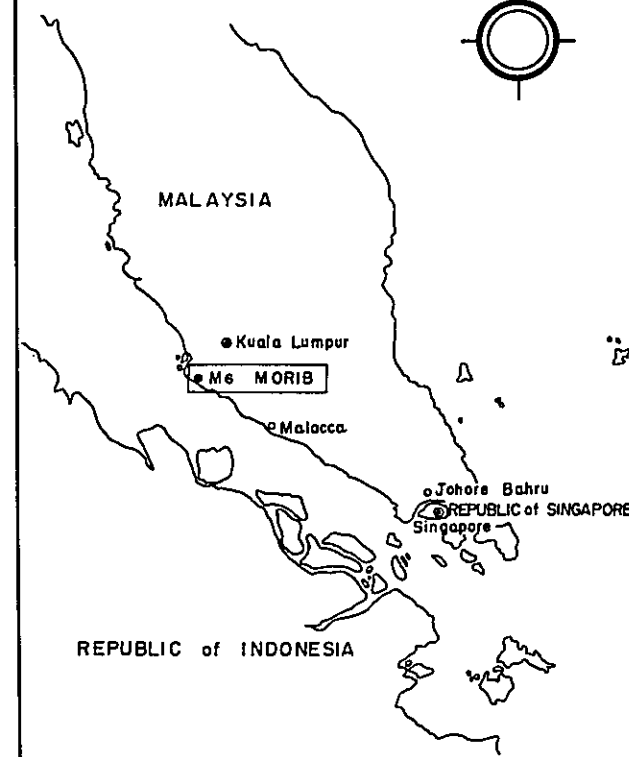 MALAYSIA
Kuala Lumpur
M6 MORIB
Malacca
Johore Bahru
REPUBLIC of SINGAPORE
Singapore
REPUBLIC of INDONESIA